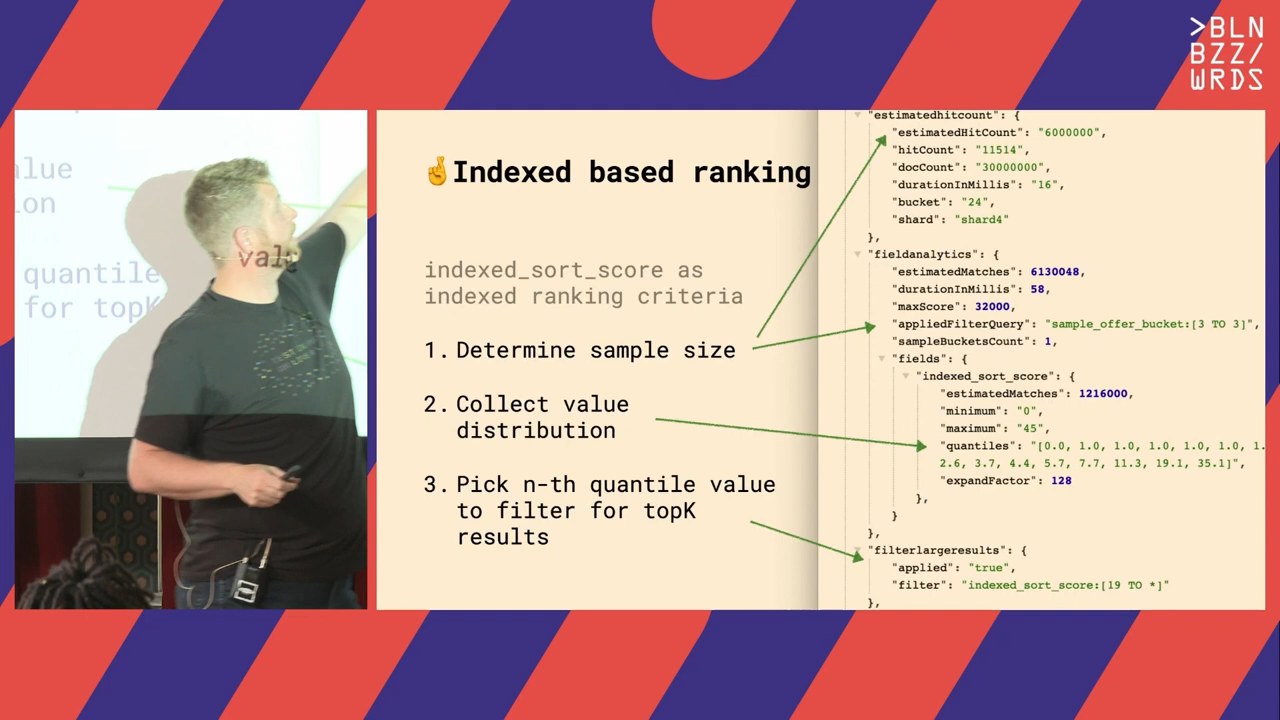 >BLN
BZZ/
WRDS
alue
ion
quantile
for topK
🤞Indexed based ranking
indexed_sort_score as
indexed ranking criteria
1. Determine sample size
2. Collect value
distribution
3. Pick n-th quantile value
to filter for topK
results
"estimatedhitcount": {
"estimatedHitCount": "6000000",
"hitCount": "11514",
"docCount": "30000000",
"durationInMillis": "16",
"bucket": "24",
"shard": "shard4"
},
"fieldanalytics": {
"estimatedMatches": 6130048,
"durationInMillis": 58,
"maxScore": 32000,
"appliedFilterQuery": "sample_offer_bucket:[3 TO 3]",
"sampleBucketsCount": 1,
"fields": {
"indexed_sort_score": {
"estimatedMatches": 1216000,
"minimum": "0",
"maximum": "45",
"quantiles": "[0.0, 1.0, 1.0, 1.0, 1.0, 1.0, 1.
2.6, 3.7, 4.4, 5.7, 7.7, 11.3, 19.1, 35.1]",
"expandFactor": 128
},
}
},
"filterlargeresults": {
"applied": "true",
"filter": "indexed_sort_score:[19 TO *]"
},